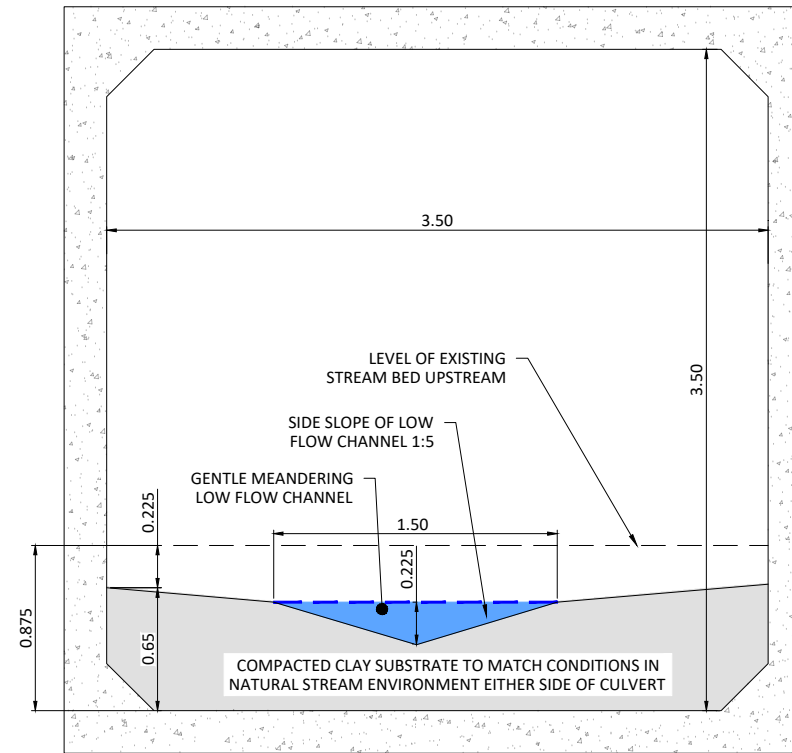 3.50
LEVEL OF EXISTING
STREAM BED UPSTREAM
3.50
SIDE SLOPE OF LOW
FLOW CHANNEL 1:5
GENTLE MEANDERING
LOW FLOW CHANNEL
0.225
1.50
0.225
0.875
0.65
COMPACTED CLAY SUBSTRATE TO MATCH CONDITIONS IN
NATURAL STREAM ENVIRONMENT EITHER SIDE OF CULVERT